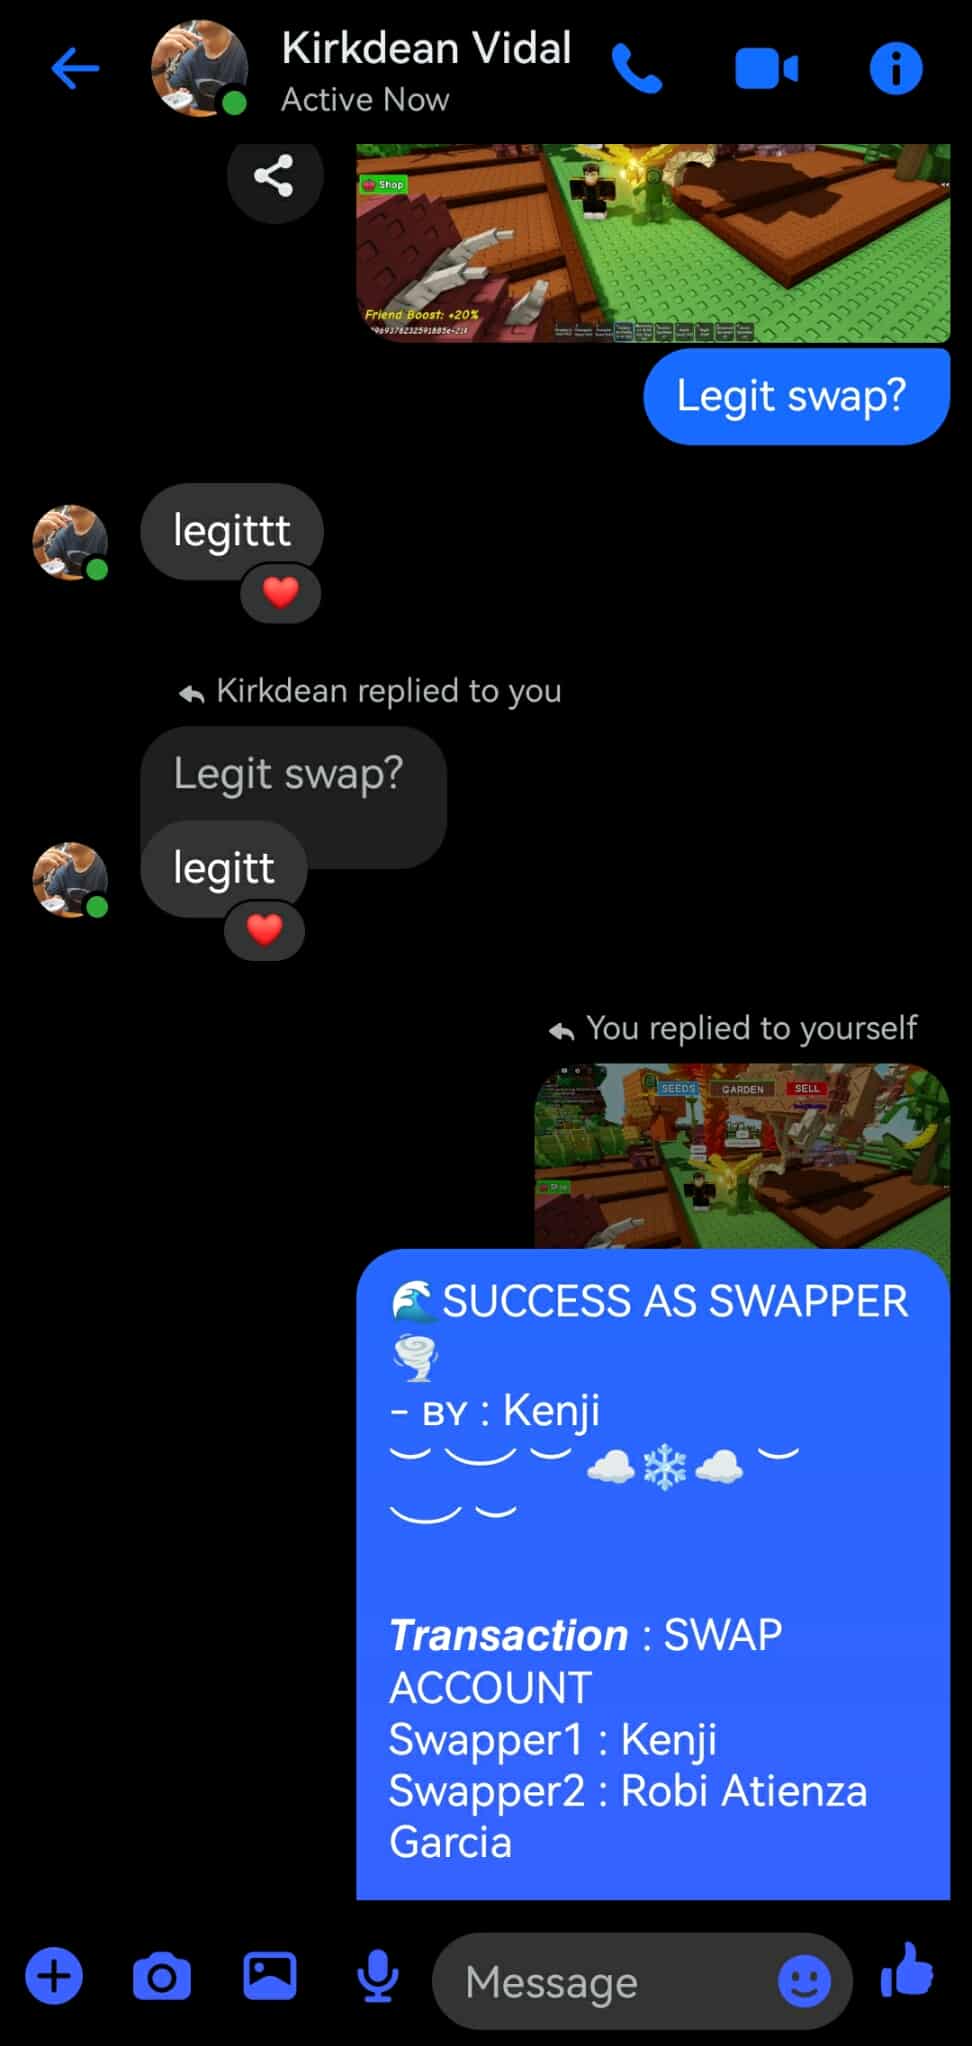 Kirkdean Vidal
Active Now
Shop
Friend Boost: +20%
Legit swap?
legittt
Kirkdean replied to you
Legit swap?
legitt
You replied to yourself
SEEDS GARDEN SELL
🌊SUCCESS AS SWAPPER
🌪️
- ʙʏ : Kenji
︶ ⏝ ︶ ☁️❄️☁️ ︶
⏝ ︶
Transaction : SWAP
ACCOUNT
Swapper1 : Kenji
Swapper2 : Robi Atienza
Garcia
Message